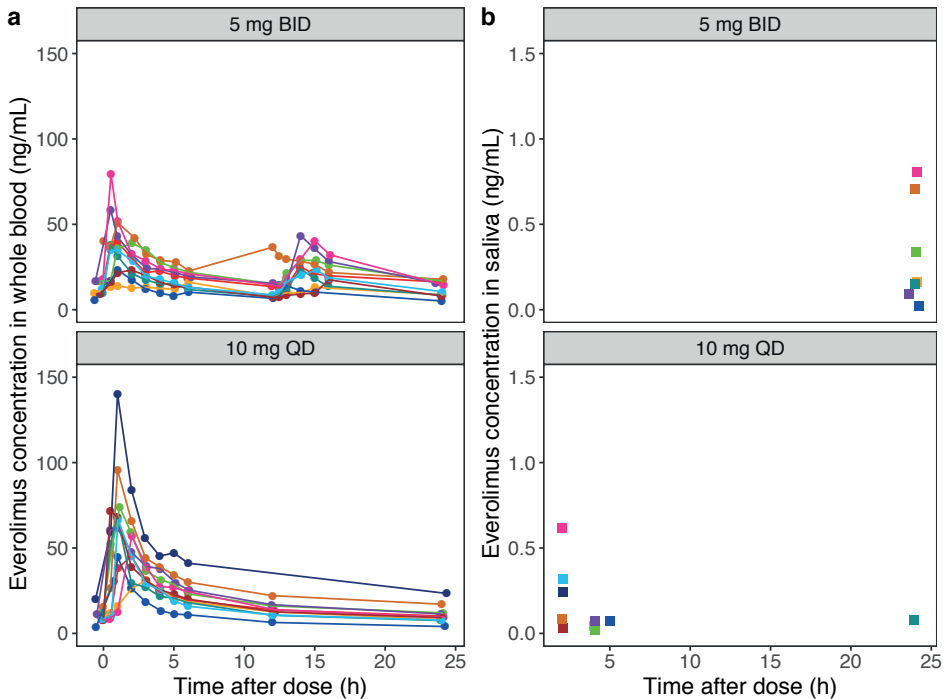 a
b
5 mg BID
5 mg BID
150
100
50
0
1.5
1.0
0.5
0.0
10 mg QD
10 mg QD
150
100
50
0
1.5
1.0
0.5
0.0
0 5 10 15 20 25
5 10 15 20 25
Time after dose (h)
Time after dose (h)
Everolimus concentration in whole blood (ng/mL)
Everolimus concentration in saliva (ng/mL)